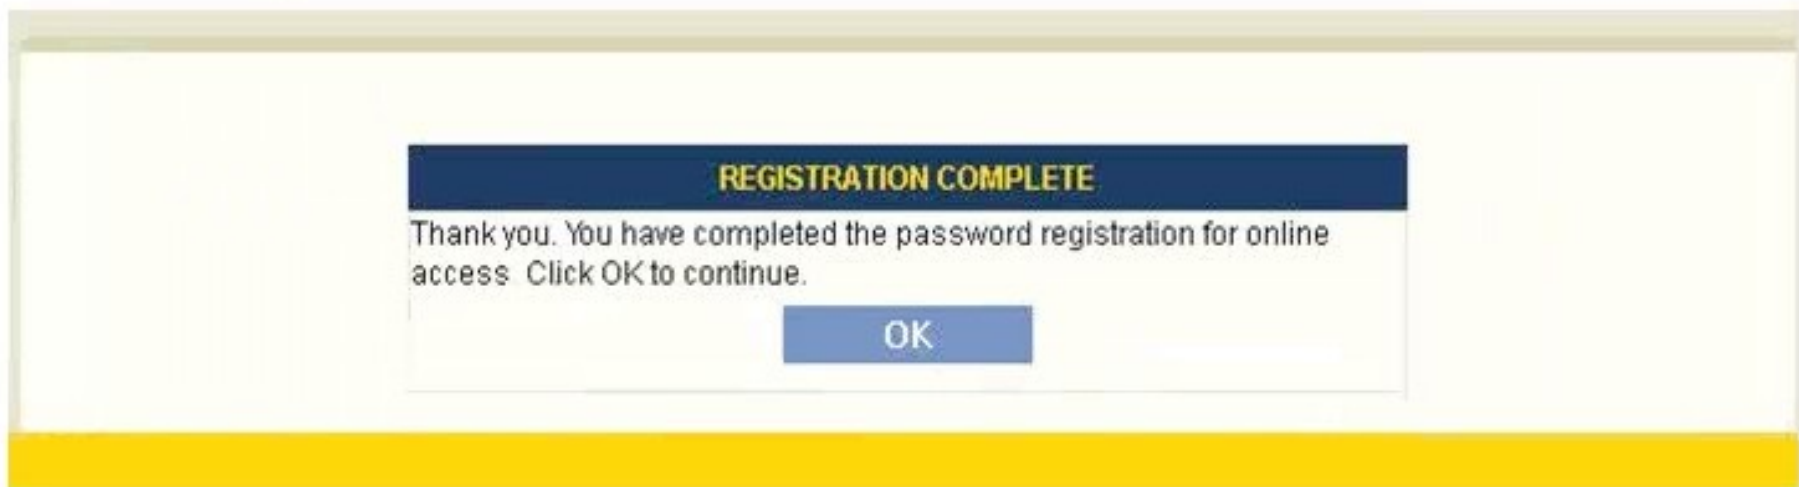 REGISTRATION COMPLETE
Thank you. You have completed the password registration for online
access Click OK to continue.
OK